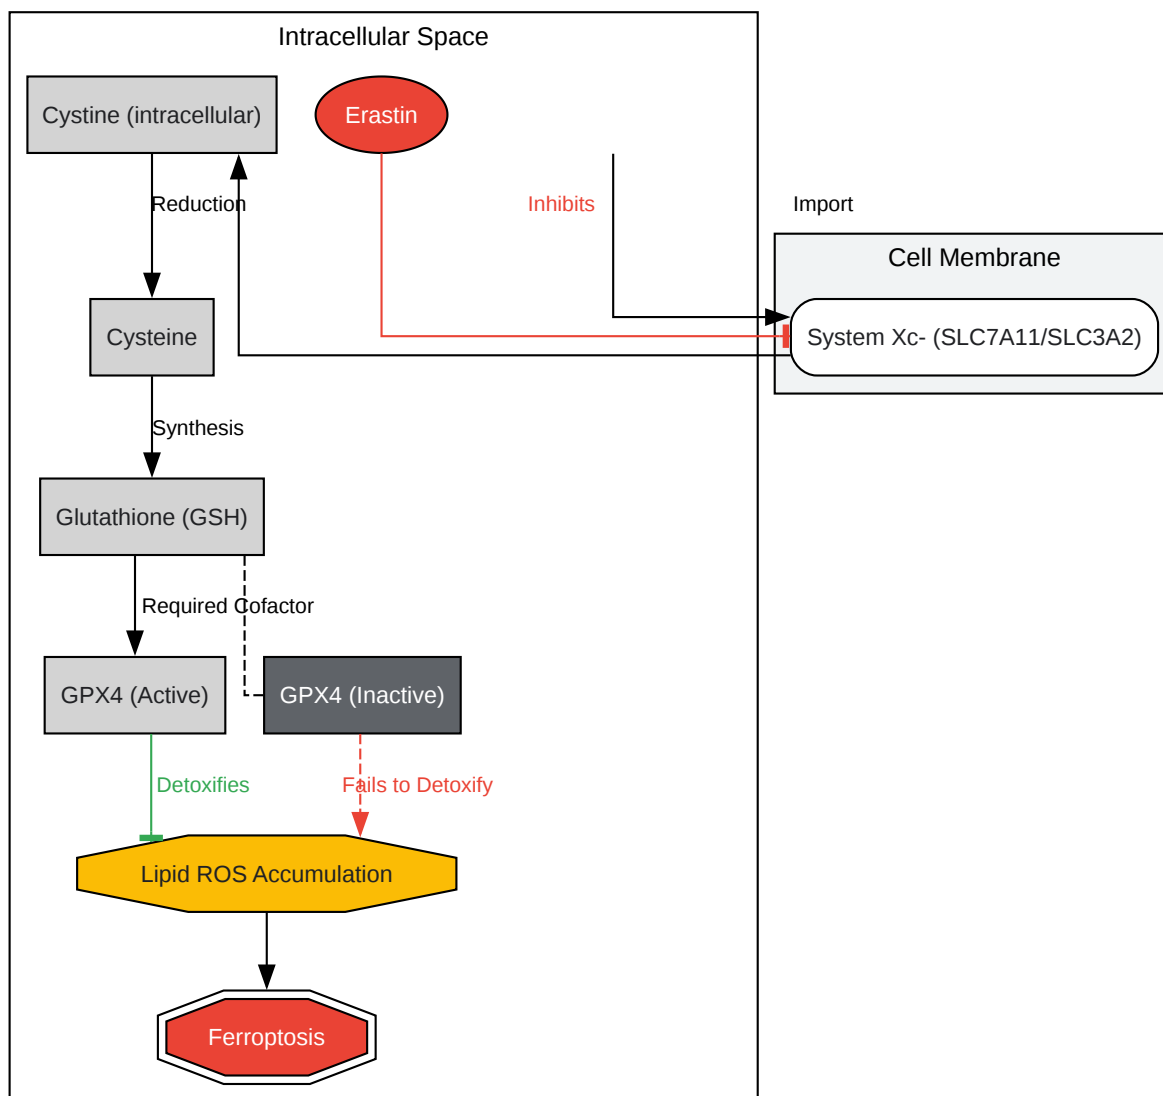 Intracellular Space
Cystine (intracellular)
Erastin
Reduction
Inhibits
Import
Cell Membrane
Cysteine
System Xc- (SLC7A11/SLC3A2)
Synthesis
Glutathione (GSH)
Required Cofactor
GPX4 (Active)
GPX4 (Inactive)
Detoxifies
Fails to Detoxify
Lipid ROS Accumulation
Ferroptosis